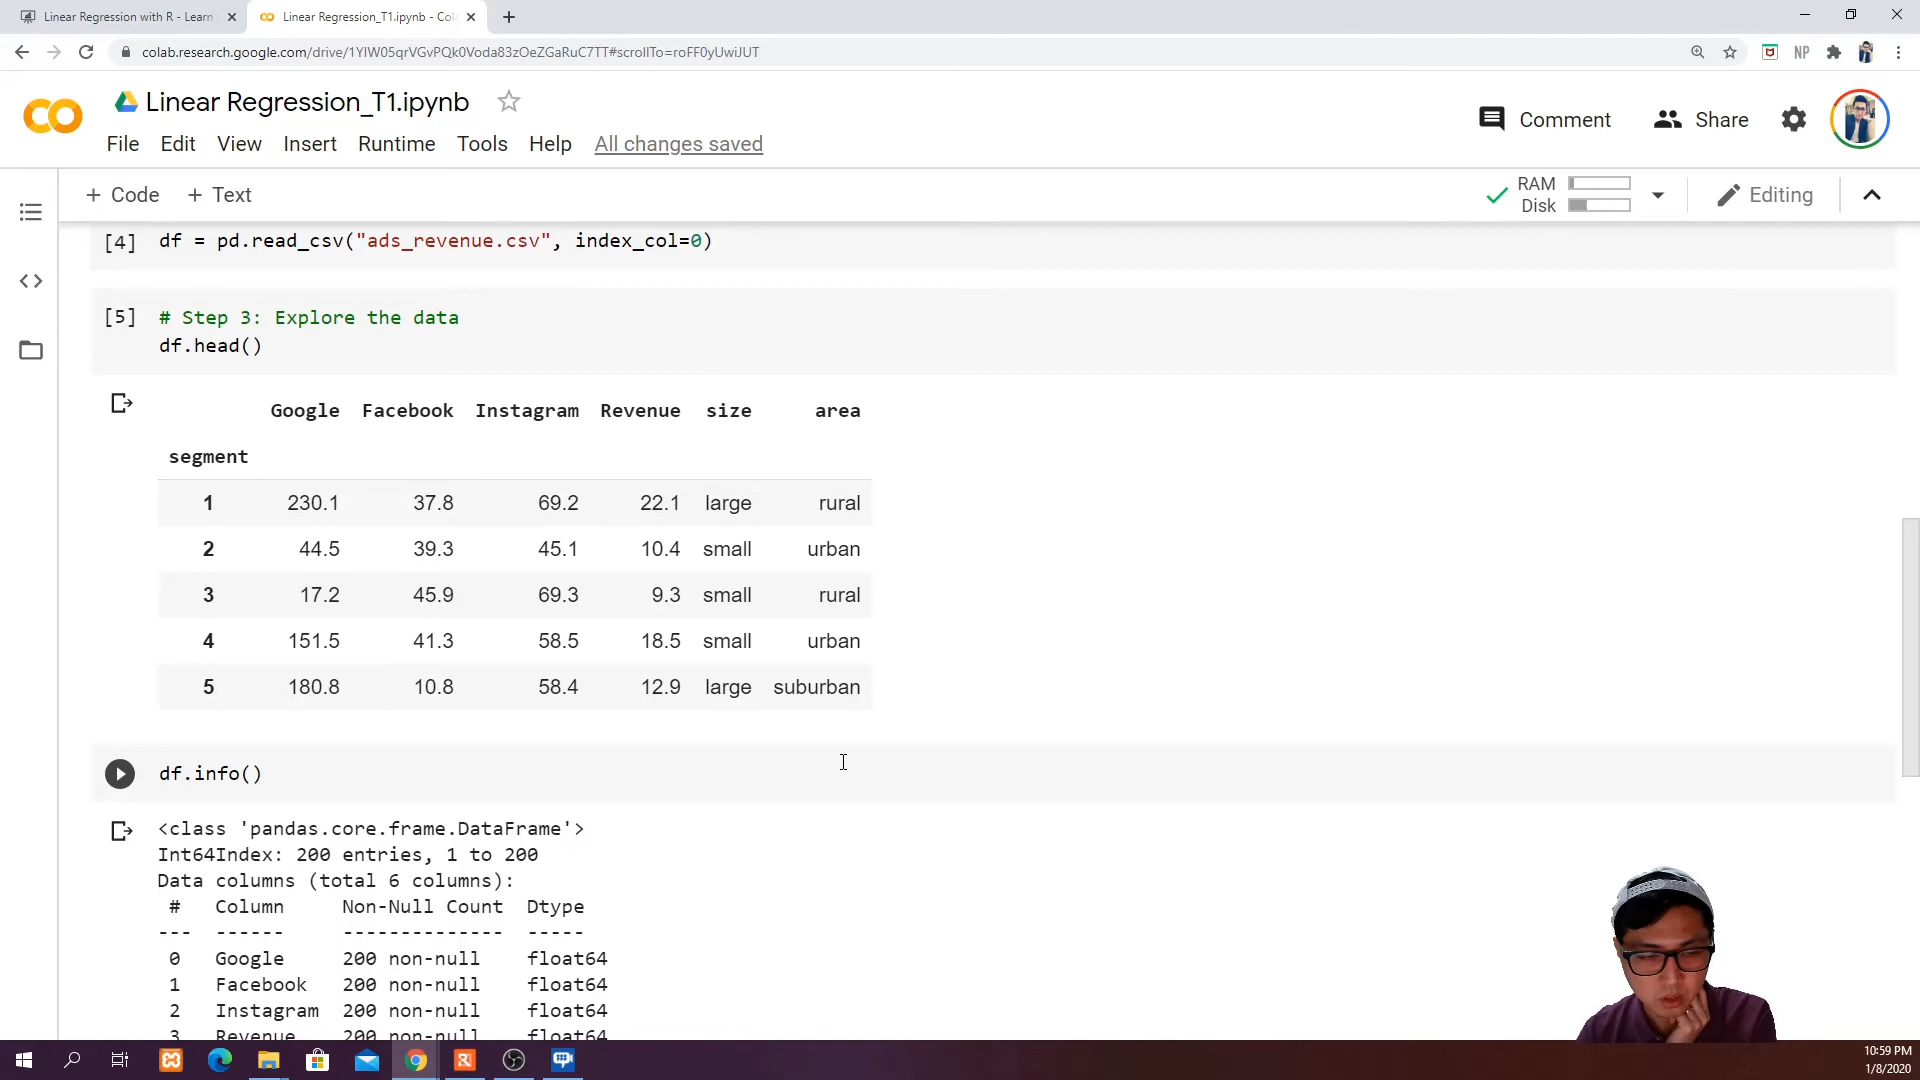 Linear Regression with R - Learn
Linear Regression_T1.ipynb - Col
colab.research.google.com/drive/1YIW05qrVGvPQk0Voda83zOeZGaRuC7TT#scrollTo=roFF0yUwiJUT
NP
CO
Linear Regression_T1.ipynb
Comment
Share
File Edit View Insert Runtime Tools Help All changes saved
+ Code + Text
RAM
Disk
Editing
[4] df = pd.read_csv("ads_revenue.csv", index_col=0)
[5] # Step 3: Explore the data
df.head()
Google Facebook Instagram Revenue size area
segment
1 230.1 37.8 69.2 22.1 large rural
2 44.5 39.3 45.1 10.4 small urban
3 17.2 45.9 69.3 9.3 small rural
4 151.5 41.3 58.5 18.5 small urban
5 180.8 10.8 58.4 12.9 large suburban
df.info()
<class 'pandas.core.frame.DataFrame'>
Int64Index: 200 entries, 1 to 200
Data columns (total 6 columns):
# Column Non-Null Count Dtype
--- ------ -------------- -----
0 Google 200 non-null float64
1 Facebook 200 non-null float64
2 Instagram 200 non-null float64
3 Revenue 200 non-null float64
10:59 PM
1/8/2020